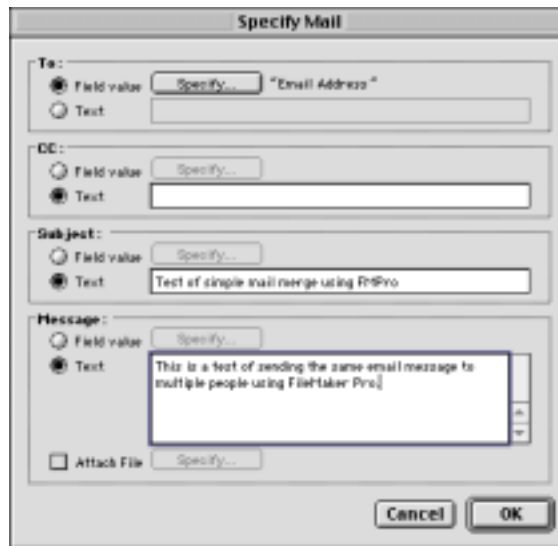 Specify Mail
To:
Field value Specify... "Email Address"
Text
CC:
Field value Specify...
Text
Subject:
Field value Specify...
Text Test of simple mail merge using FMPro
Message:
Field value Specify...
Text This is a test of sending the same email message to
multiple people using FileMaker Pro.
Attach File Specify...
Cancel OK